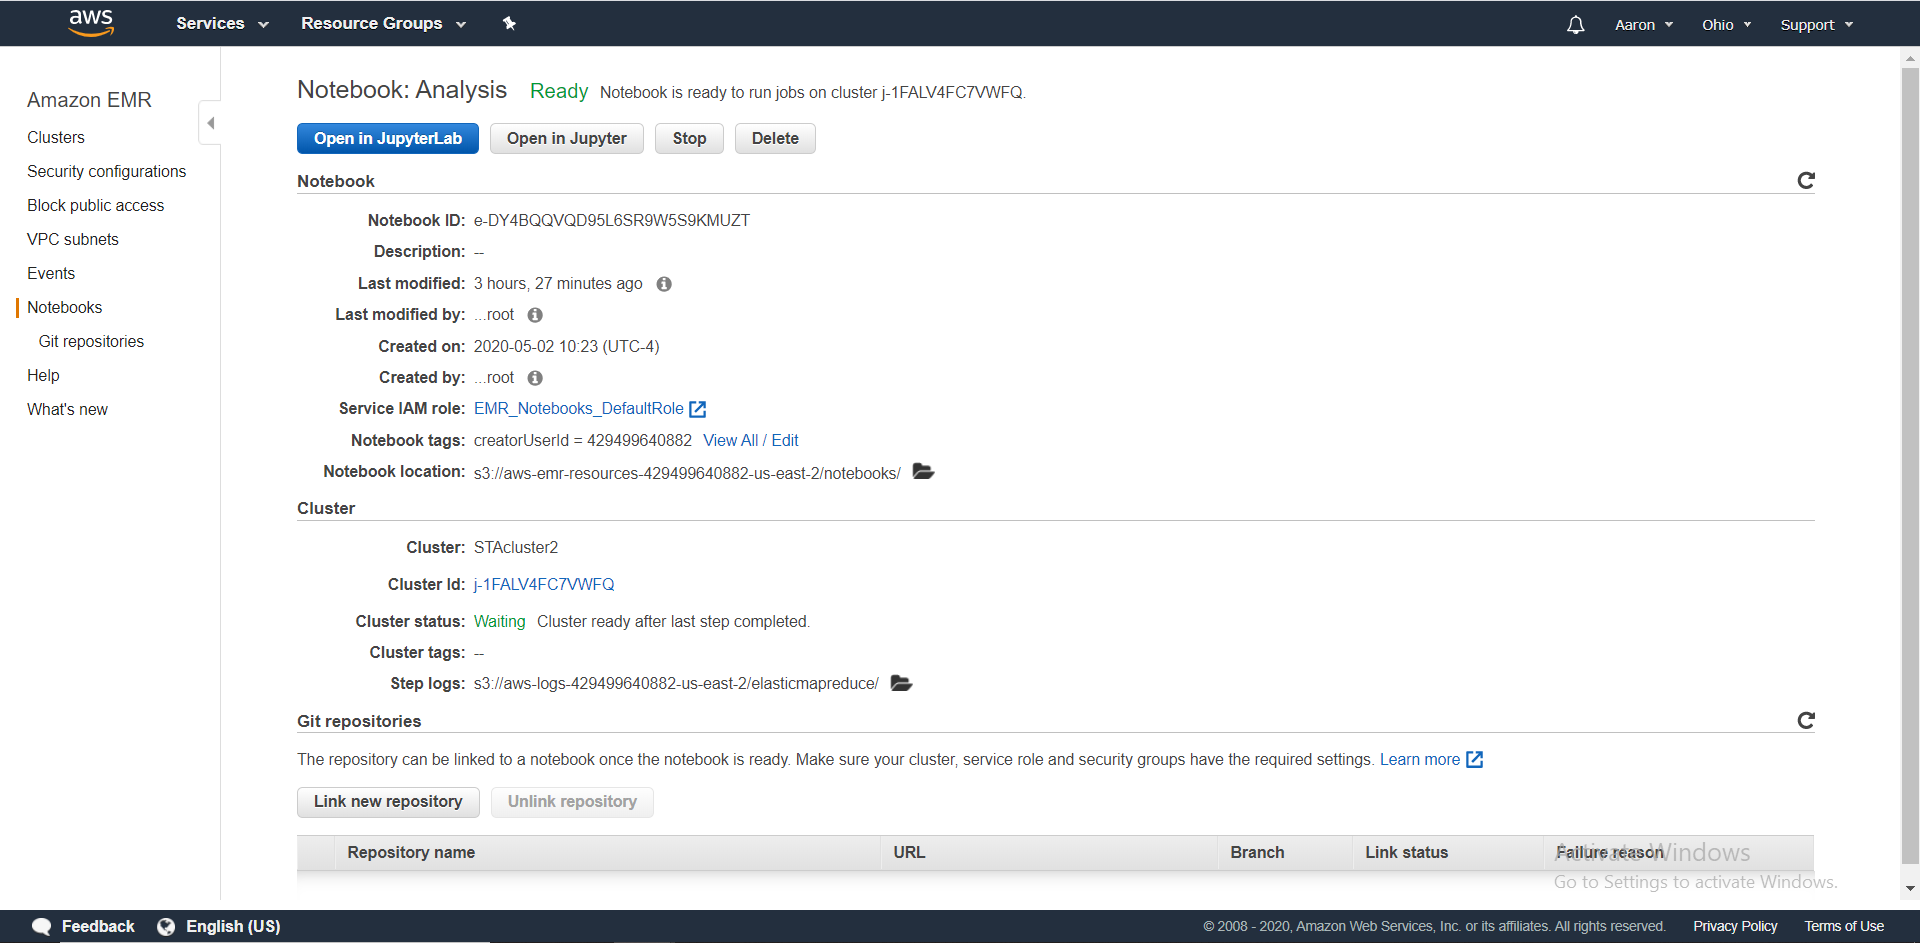 aws Services Resource Groups Aaron Ohio Support
Amazon EMR
Clusters
Security configurations
Block public access
VPC subnets
Events
Notebooks
Git repositories
Help
What's new
Notebook: Analysis Ready Notebook is ready to run jobs on cluster j-1FALV4FC7VWFQ.
Open in JupyterLab Open in Jupyter Stop Delete
Notebook
Notebook ID: e-DY4BQQVQD95L6SR9W5S9KMUZT
Description: --
Last modified: 3 hours, 27 minutes ago
Last modified by: ...root
Created on: 2020-05-02 10:23 (UTC-4)
Created by: ...root
Service IAM role: EMR_Notebooks_DefaultRole
Notebook tags: creatorUserId = 429499640882 View All / Edit
Notebook location: s3://aws-emr-resources-429499640882-us-east-2/notebooks/
Cluster
Cluster: STAcluster2
Cluster Id: j-1FALV4FC7VWFQ
Cluster status: Waiting Cluster ready after last step completed.
Cluster tags: --
Step logs: s3://aws-logs-429499640882-us-east-2/elasticmapreduce/
Git repositories
The repository can be linked to a notebook once the notebook is ready. Make sure your cluster, service role and security groups have the required settings. Learn more
Link new repository Unlink repository
Repository name URL Branch Link status Failure reason
Activate Windows
Go to Settings to activate Windows.
Feedback English (US) © 2008 - 2020, Amazon Web Services, Inc. or its affiliates. All rights reserved. Privacy Policy Terms of Use